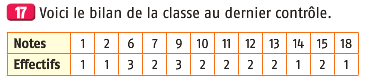 17 Voici le bilan de la classe au dernier contrôle.
Notes 1 2 6 7 9 10 11 12 13 14 15 18
Effectifs 1 1 3 2 3 2 2 2 2 1 2 1